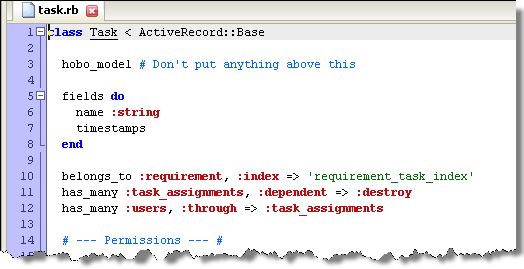 task.rb
1 class Task < ActiveRecord::Base
2
3 hobo_model # Don't put anything above this
4
5 fields do
6 name :string
7 timestamps
8 end
9
10 belongs_to :requirement, :index => 'requirement_task_index'
11 has_many :task_assignments, :dependent => :destroy
12 has_many :users, :through => :task_assignments
13
14 # --- Permissions --- #